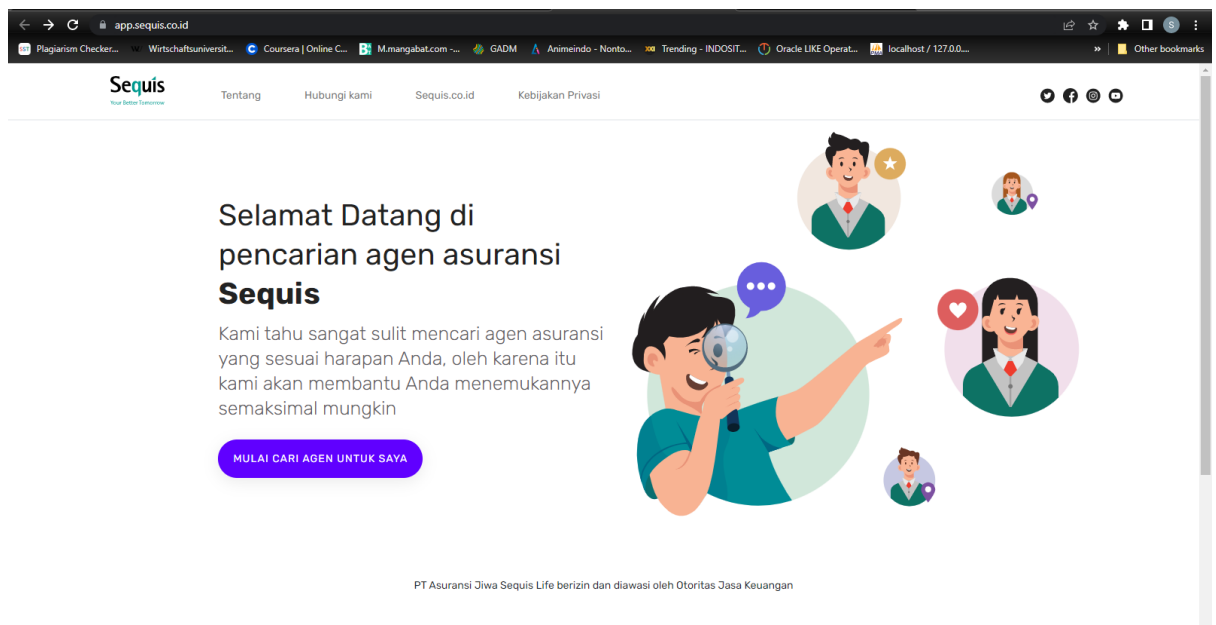 app.sequis.co.id
S
Plagiarism Checker... Wirtschaftsuniversit... Coursera | Online C... M.mangabat.com -... GADM Animeindo - Nonto... Trending - INDOSIT... Oracle LIKE Operat... localhost / 127.0.0.... » Other bookmarks
Sequis
Your Better Tomorrow
Tentang Hubungi kami Sequis.co.id Kebijakan Privasi
Selamat Datang di
pencarian agen asuransi
Sequis
Kami tahu sangat sulit mencari agen asuransi
yang sesuai harapan Anda, oleh karena itu
kami akan membantu Anda menemukannya
semaksimal mungkin
MULAI CARI AGEN UNTUK SAYA
PT Asuransi Jiwa Sequis Life berizin dan diawasi oleh Otoritas Jasa Keuangan